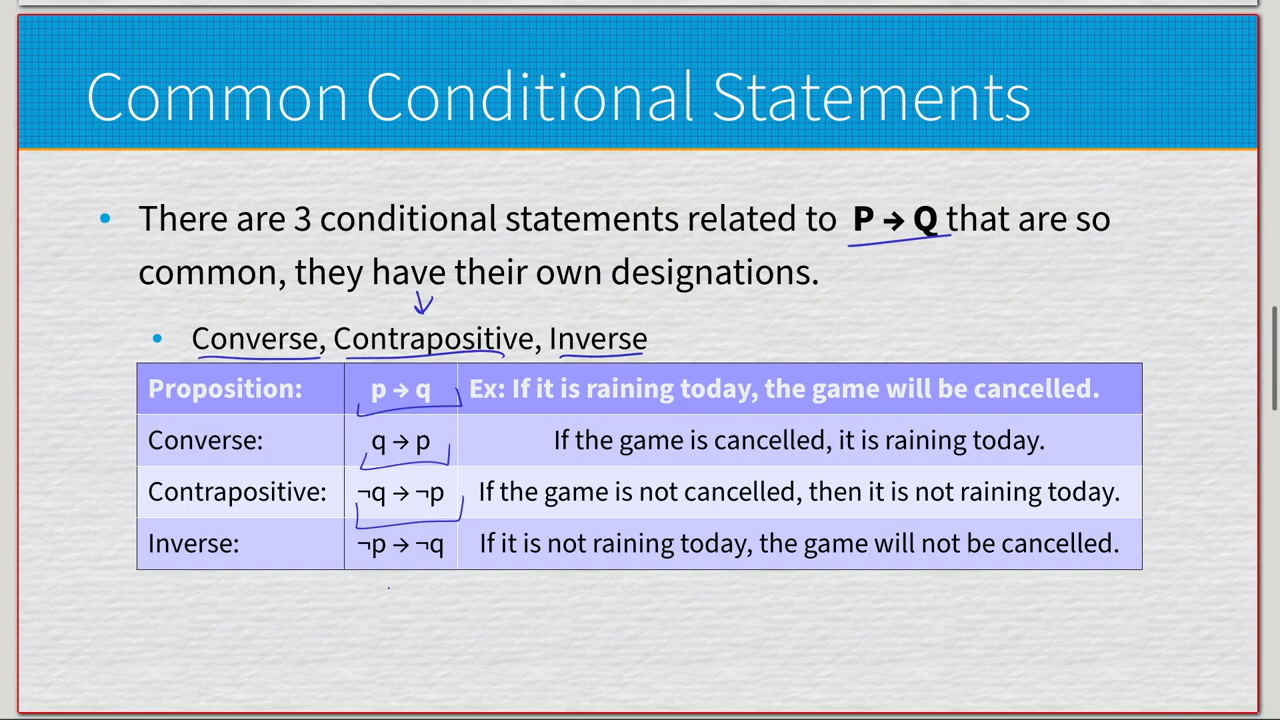 Common Conditional Statements
• There are 3 conditional statements related to P → Q that are so
common, they have their own designations.
• Converse, Contrapositive, Inverse
Proposition: p → q Ex: If it is raining today, the game will be cancelled.
Converse: q → p If the game is cancelled, it is raining today.
Contrapositive: ¬q → ¬p If the game is not cancelled, then it is not raining today.
Inverse: ¬p → ¬q If it is not raining today, the game will not be cancelled.